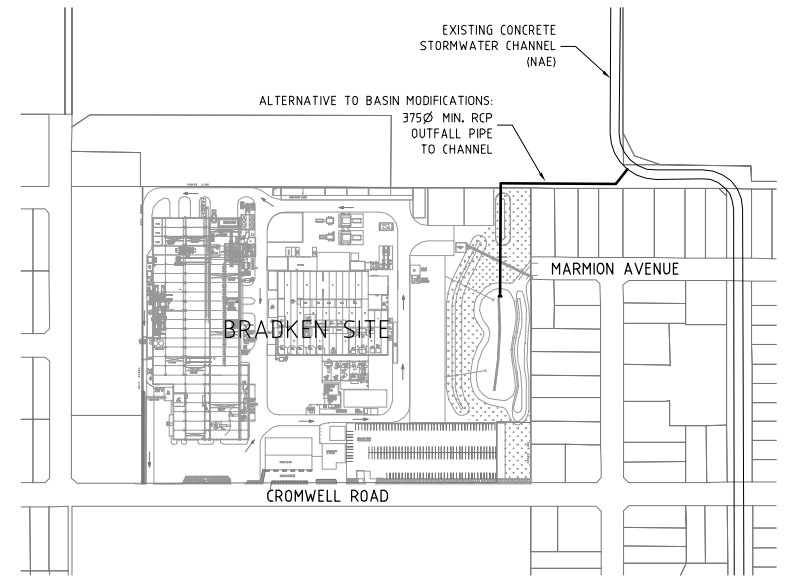 EXISTING CONCRETE
STORMWATER CHANNEL
(NAE)
ALTERNATIVE TO BASIN MODIFICATIONS:
375Ø MIN. RCP
OUTFALL PIPE
TO CHANNEL
MARMION AVENUE
BRADKEN SITE
CROMWELL ROAD